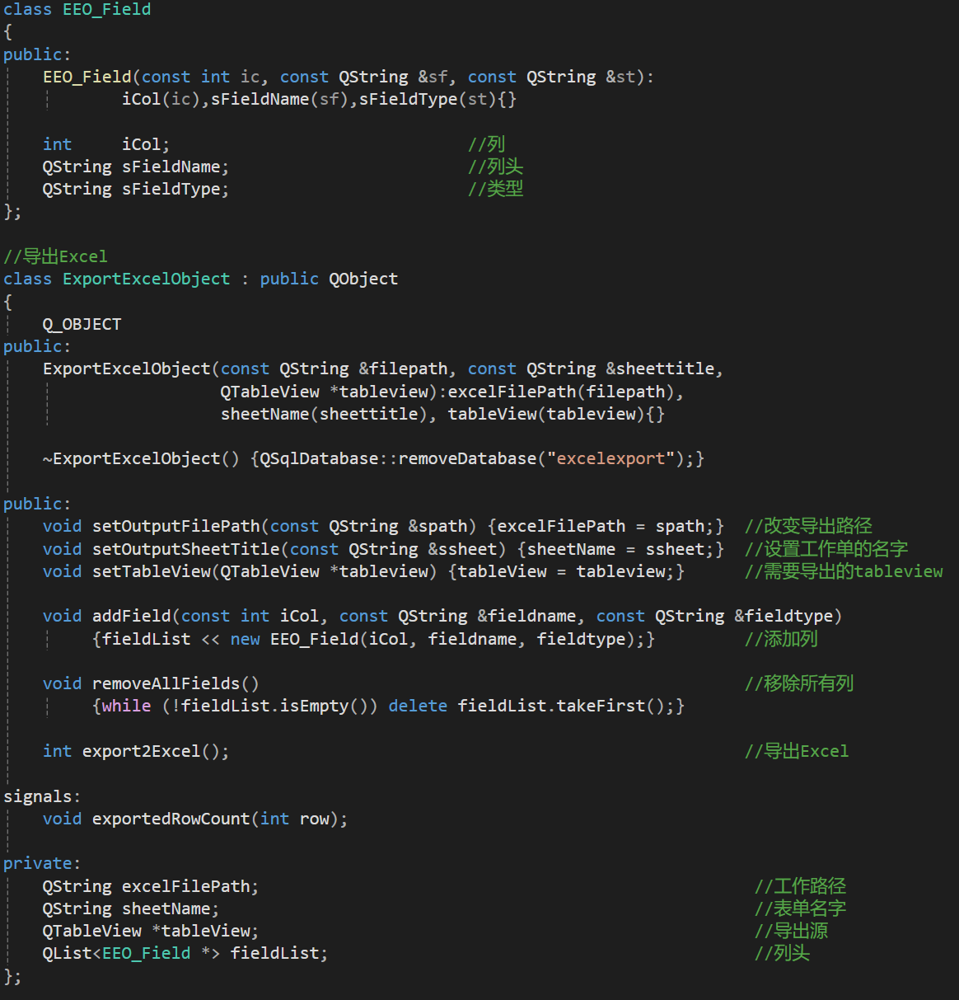 class EEO_Field
{
public:
    EEO_Field(const int ic, const QString &sf, const QString &st):
            iCol(ic),sFieldName(sf),sFieldType(st){}

    int     iCol;                              //列
    QString sFieldName;                        //列头
    QString sFieldType;                        //类型
};

//导出Excel
class ExportExcelObject : public QObject
{
    Q_OBJECT
public:
    ExportExcelObject(const QString &filepath, const QString &sheettitle,
                      QTableView *tableview):excelFilePath(filepath),
                      sheetName(sheettitle), tableView(tableview){}

    ~ExportExcelObject() {QSqlDatabase::removeDatabase("excelexport");}

public:
    void setOutputFilePath(const QString &spath) {excelFilePath = spath;}  //改变导出路径
    void setOutputSheetTitle(const QString &ssheet) {sheetName = ssheet;}  //设置工作单的名字
    void setTableView(QTableView *tableview) {tableView = tableview;}      //需要导出的tableview

    void addField(const int iCol, const QString &fieldname, const QString &fieldtype)
         {fieldList << new EEO_Field(iCol, fieldname, fieldtype);}         //添加列

    void removeAllFields()                                                 //移除所有列
         {while (!fieldList.isEmpty()) delete fieldList.takeFirst();}

    int export2Excel();                                                    //导出Excel

signals:
    void exportedRowCount(int row);

private:
    QString excelFilePath;                                                  //工作路径
    QString sheetName;                                                      //表单名字
    QTableView *tableView;                                                  //导出源
    QList<EEO_Field *> fieldList;                                           //列头
};